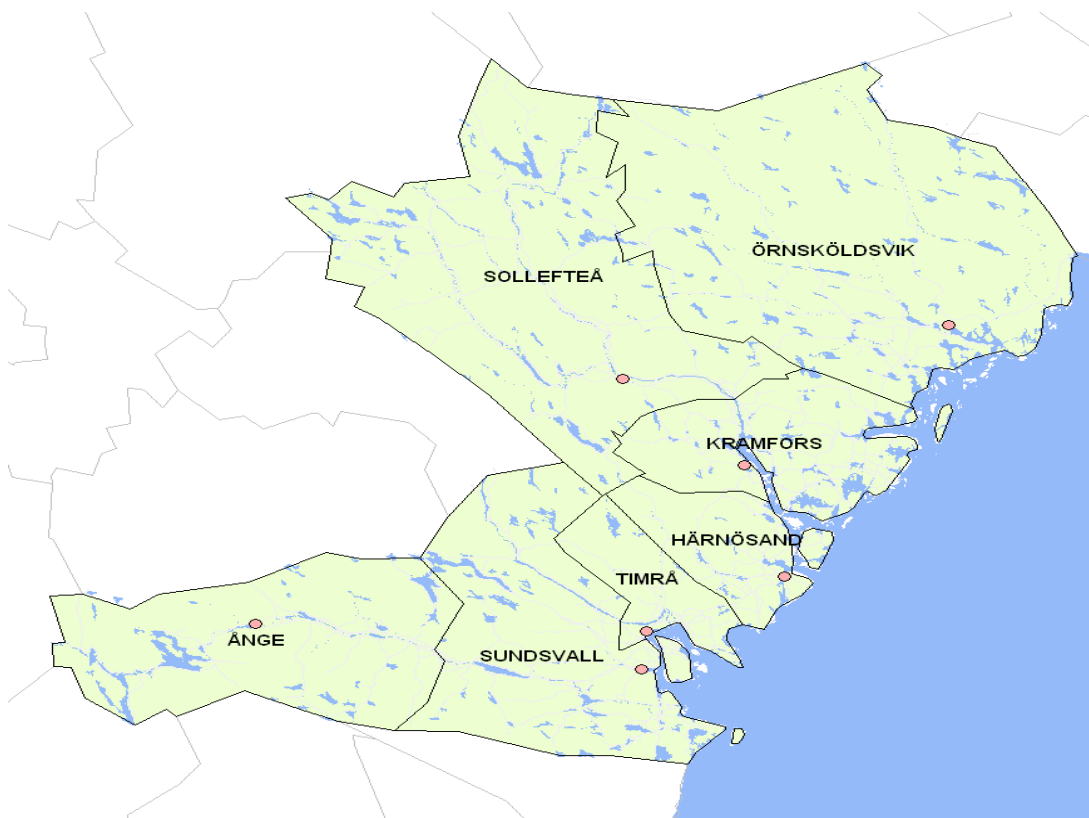 ÖRNSKÖLDSVIK
SOLLEFTEÅ
KRAMFORS
HÄRNÖSAND
TIMRÅ
ÅNGE
SUNDSVALL